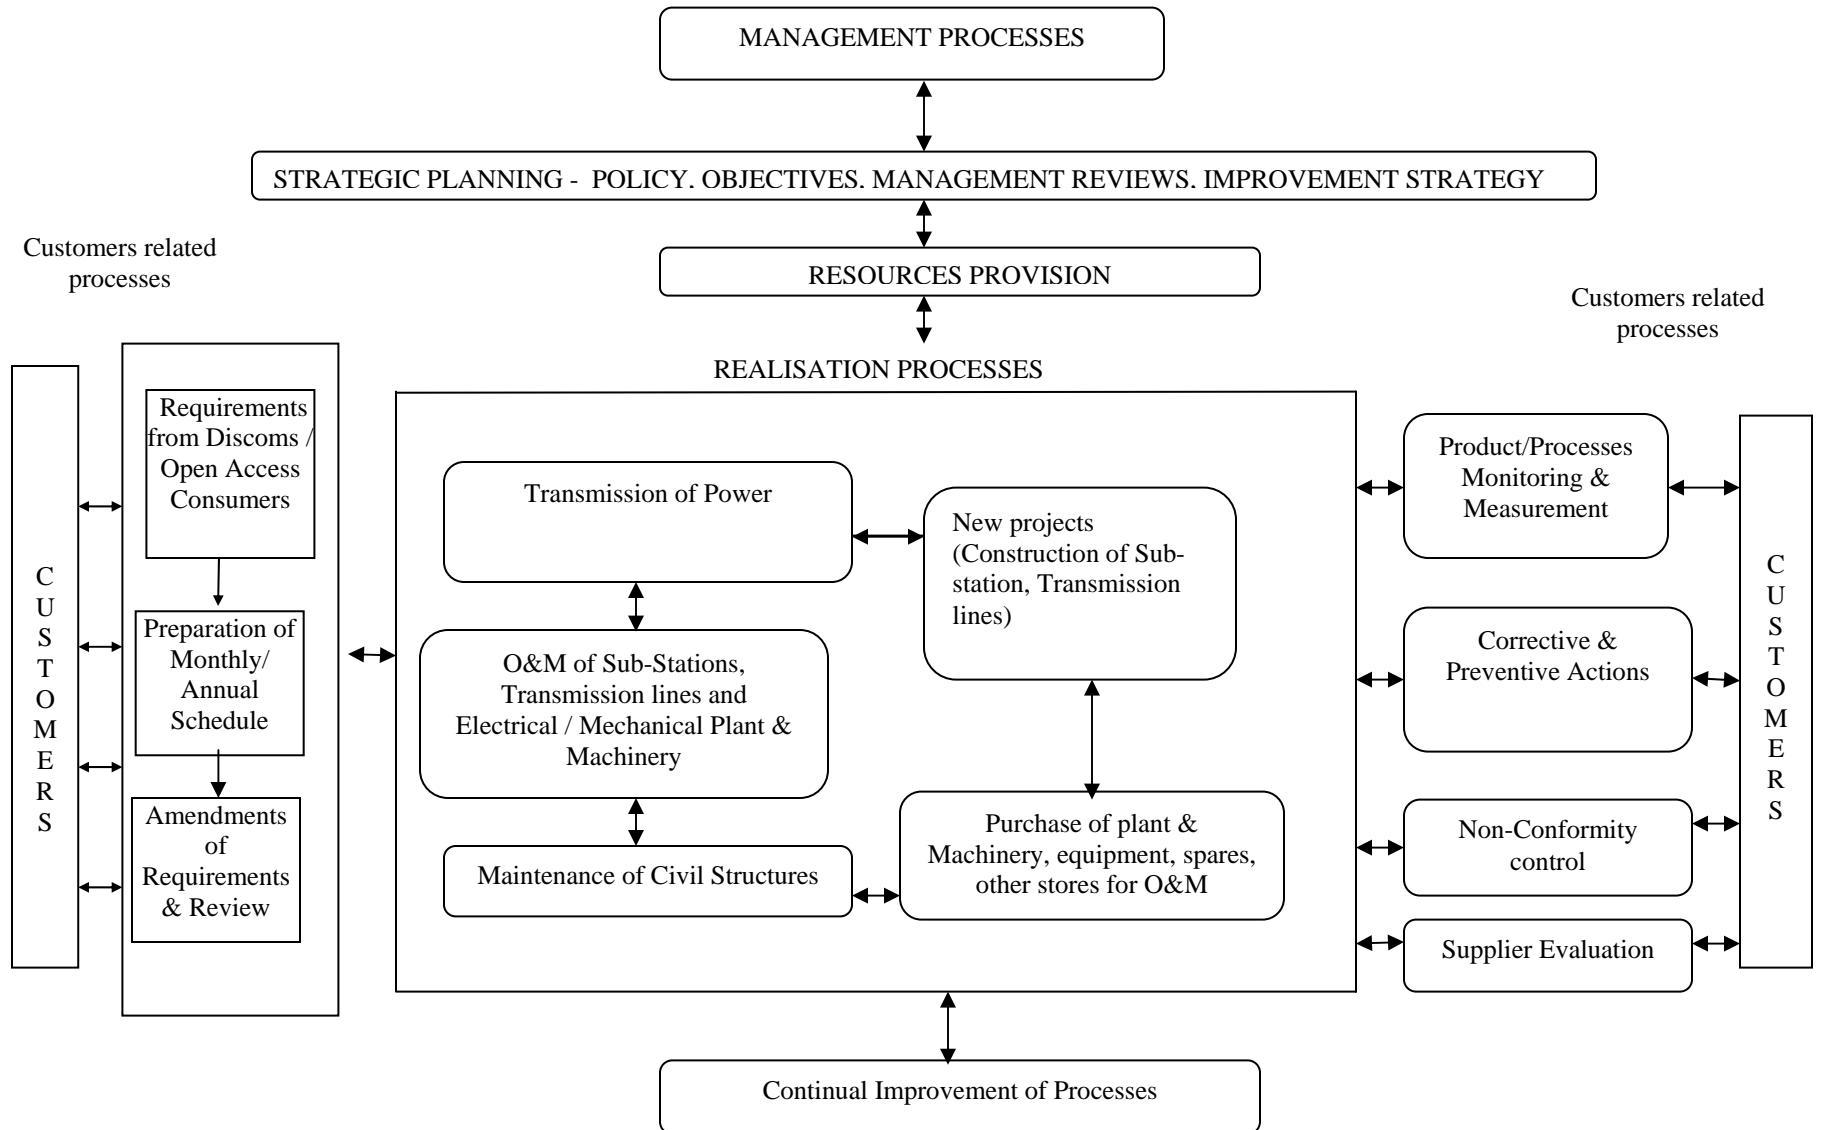 MANAGEMENT PROCESSES
STRATEGIC PLANNING - POLICY, OBJECTIVES, MANAGEMENT REVIEWS, IMPROVEMENT STRATEGY
Customers related
processes
RESOURCES PROVISION
Customers related
processes
REALISATION PROCESSES
CUSTOMERS
Requirements
from Discoms /
Open Access
Consumers
Preparation of
Monthly/
Annual
Schedule
Amendments
of
Requirements
& Review
Transmission of Power
New projects
(Construction of Sub-
station, Transmission
lines)
O&M of Sub-Stations,
Transmission lines and
Electrical / Mechanical Plant &
Machinery
Maintenance of Civil Structures
Purchase of plant &
Machinery, equipment, spares,
other stores for O&M
Product/Processes
Monitoring &
Measurement
Corrective &
Preventive Actions
Non-Conformity
control
Supplier Evaluation
CUSTOMERS
Continual Improvement of Processes